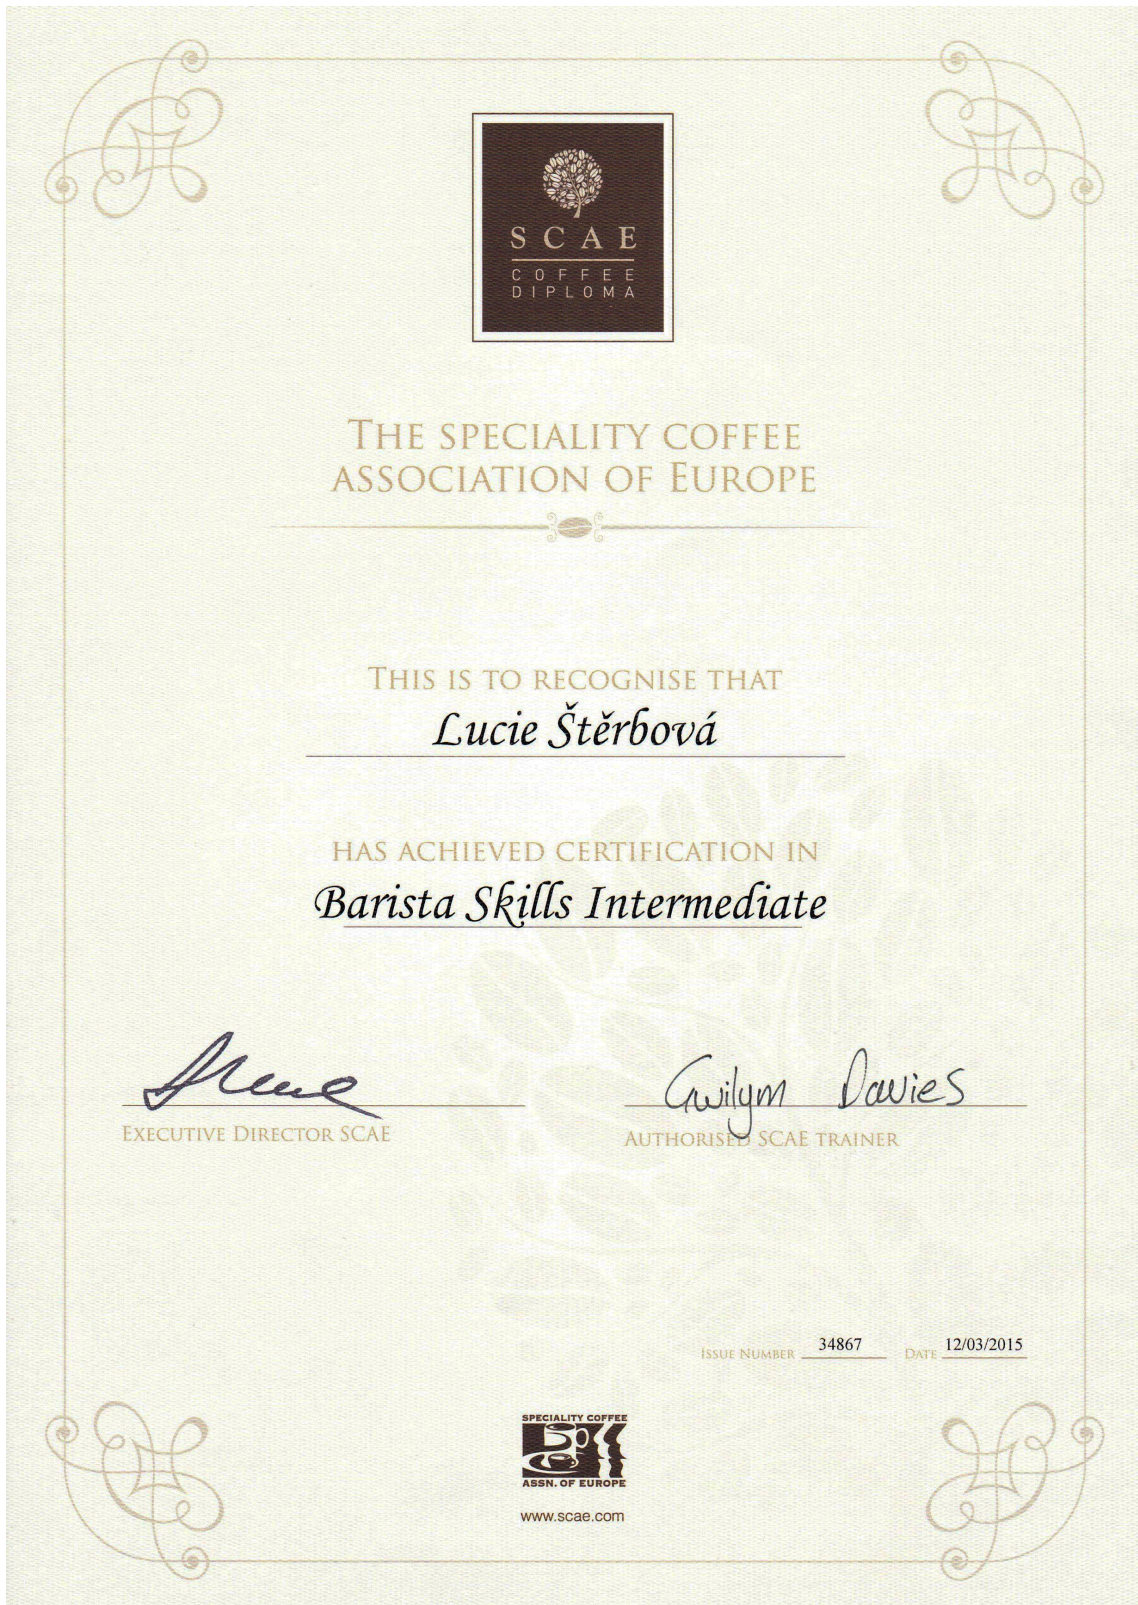 SCAE
COFFEE
DIPLOMA
THE SPECIALITY COFFEE
ASSOCIATION OF EUROPE
THIS IS TO RECOGNISE THAT
Lucie Štěrbová
HAS ACHIEVED CERTIFICATION IN
Barista Skills Intermediate
Gwilym Davies
EXECUTIVE DIRECTOR SCAE
AUTHORISED SCAE TRAINER
ISSUE NUMBER 34867 DATE 12/03/2015
SPECIALITY COFFEE
ASSN. OF EUROPE
www.scae.com